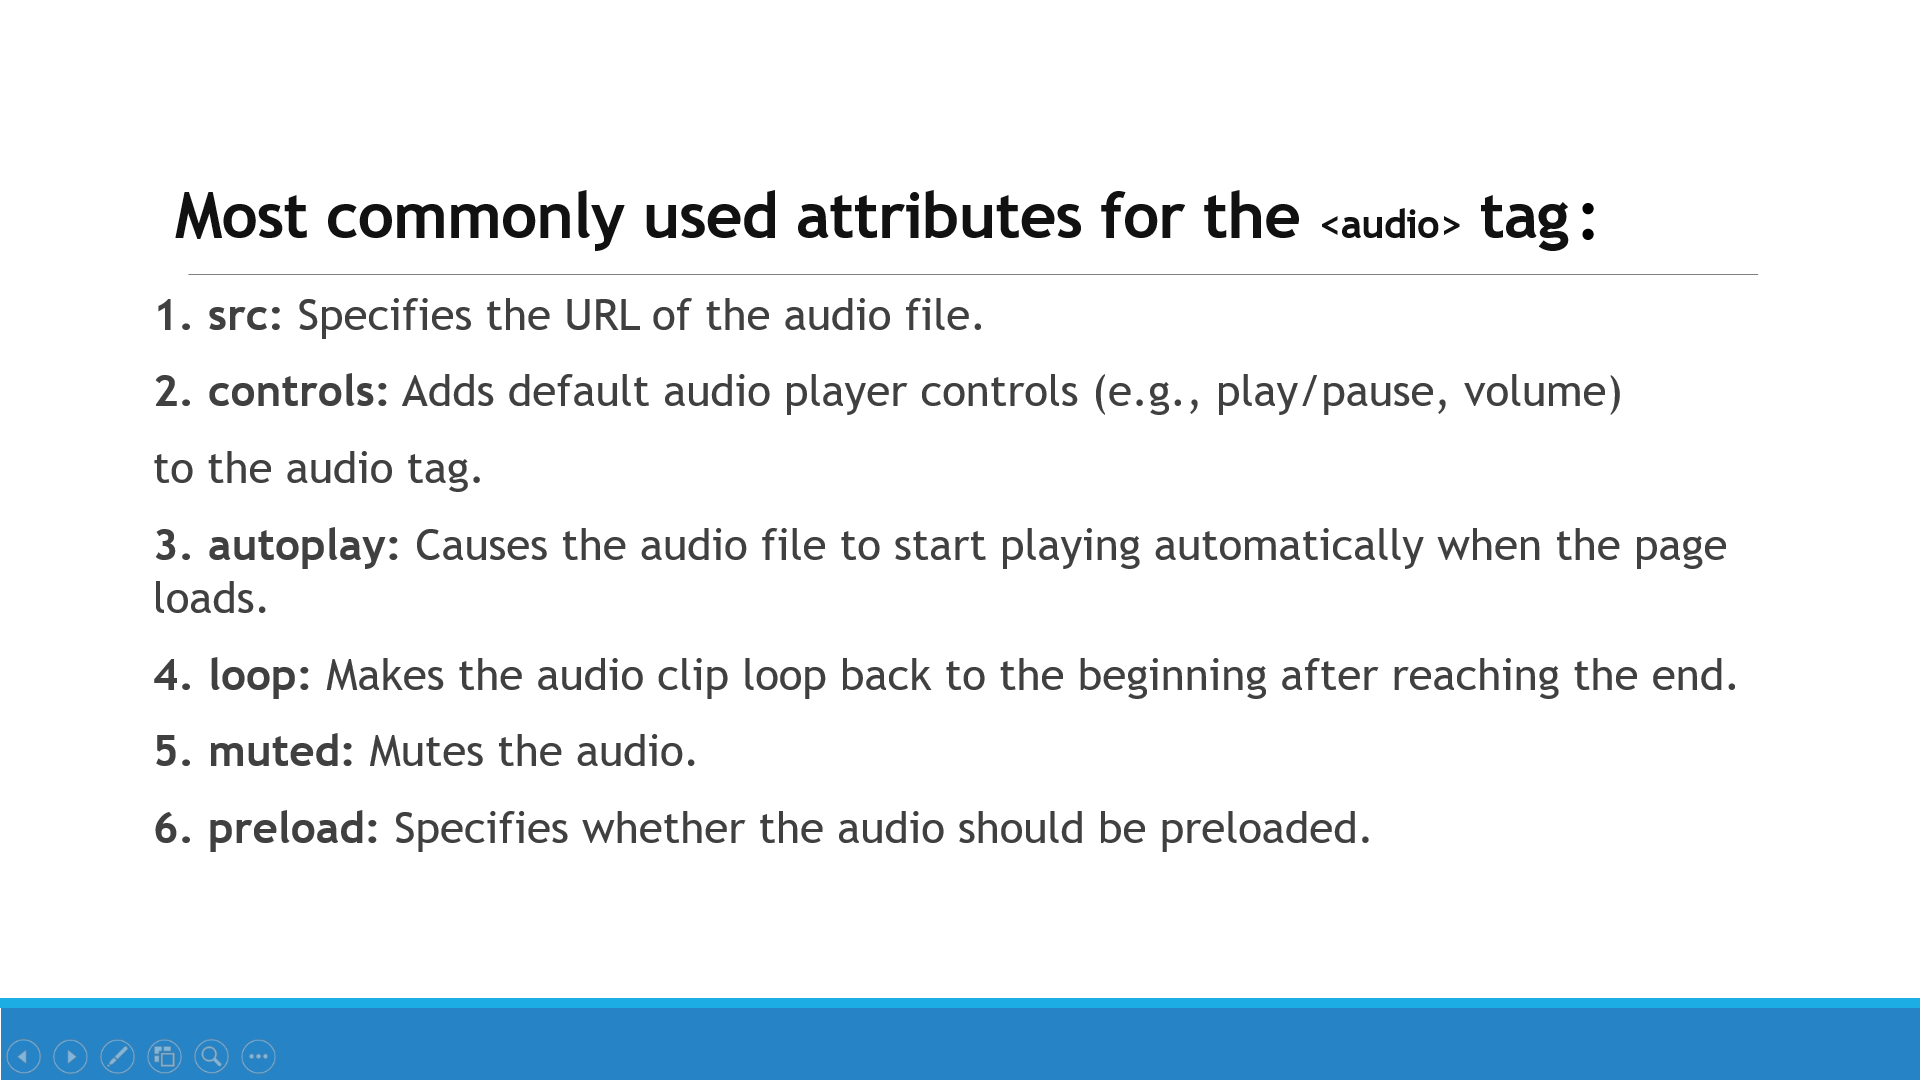 Most commonly used attributes for the <audio> tag:
1. src: Specifies the URL of the audio file.
2. controls: Adds default audio player controls (e.g., play/pause, volume)
to the audio tag.
3. autoplay: Causes the audio file to start playing automatically when the page
loads.
4. loop: Makes the audio clip loop back to the beginning after reaching the end.
5. muted: Mutes the audio.
6. preload: Specifies whether the audio should be preloaded.